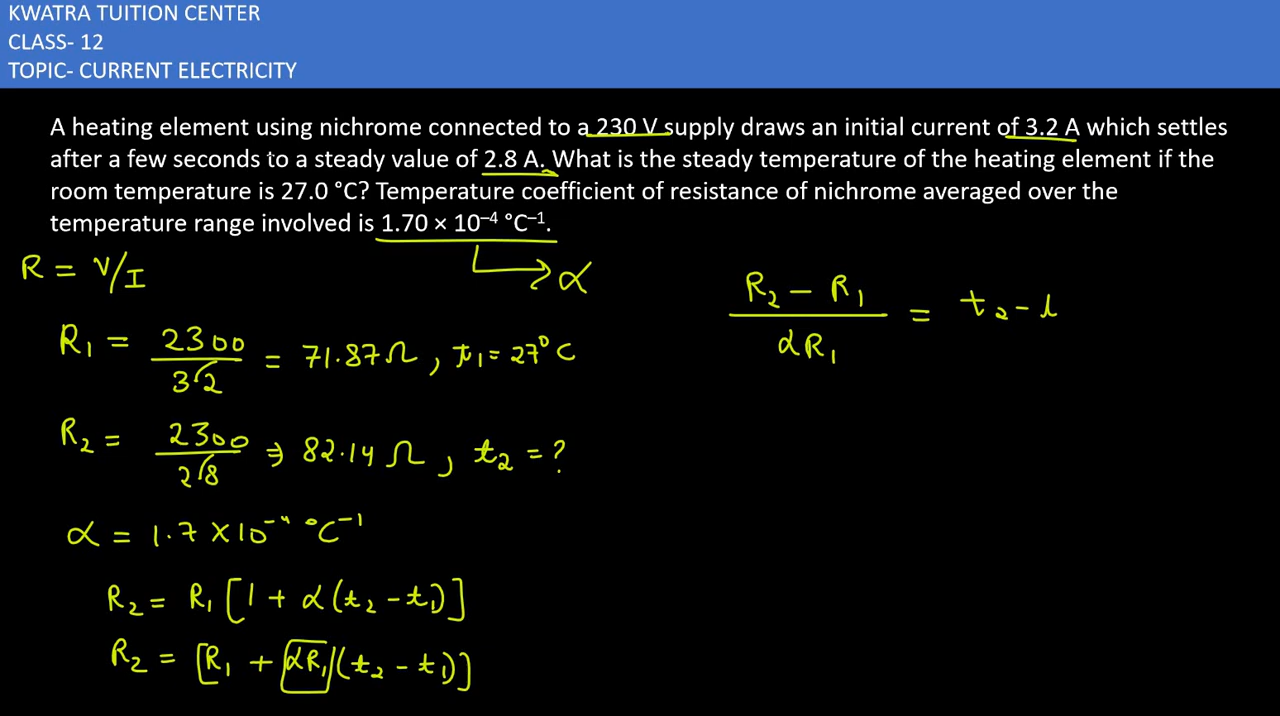 KWATRA TUITION CENTER
CLASS- 12
TOPIC- CURRENT ELECTRICITY
A heating element using nichrome connected to a 230 V supply draws an initial current of 3.2 A which settles
after a few seconds to a steady value of 2.8 A. What is the steady temperature of the heating element if the
room temperature is 27.0 °C? Temperature coefficient of resistance of nichrome averaged over the
temperature range involved is 1.70 × 10⁻⁴ °C⁻¹.
R = V/I
α
R₁ = 2300/32 = 71.87Ω, t₁ = 27°C
R₂ = 2300/28 ⇒ 82.14 Ω, t₂ = ?
α = 1.7 × 10⁻⁴ °C⁻¹
R₂ = R₁ [1 + α (t₂ - t₁)]
R₂ = [R₁ + αR₁ (t₂ - t₁)]
R₂ - R₁ / αR₁ = t₂ -